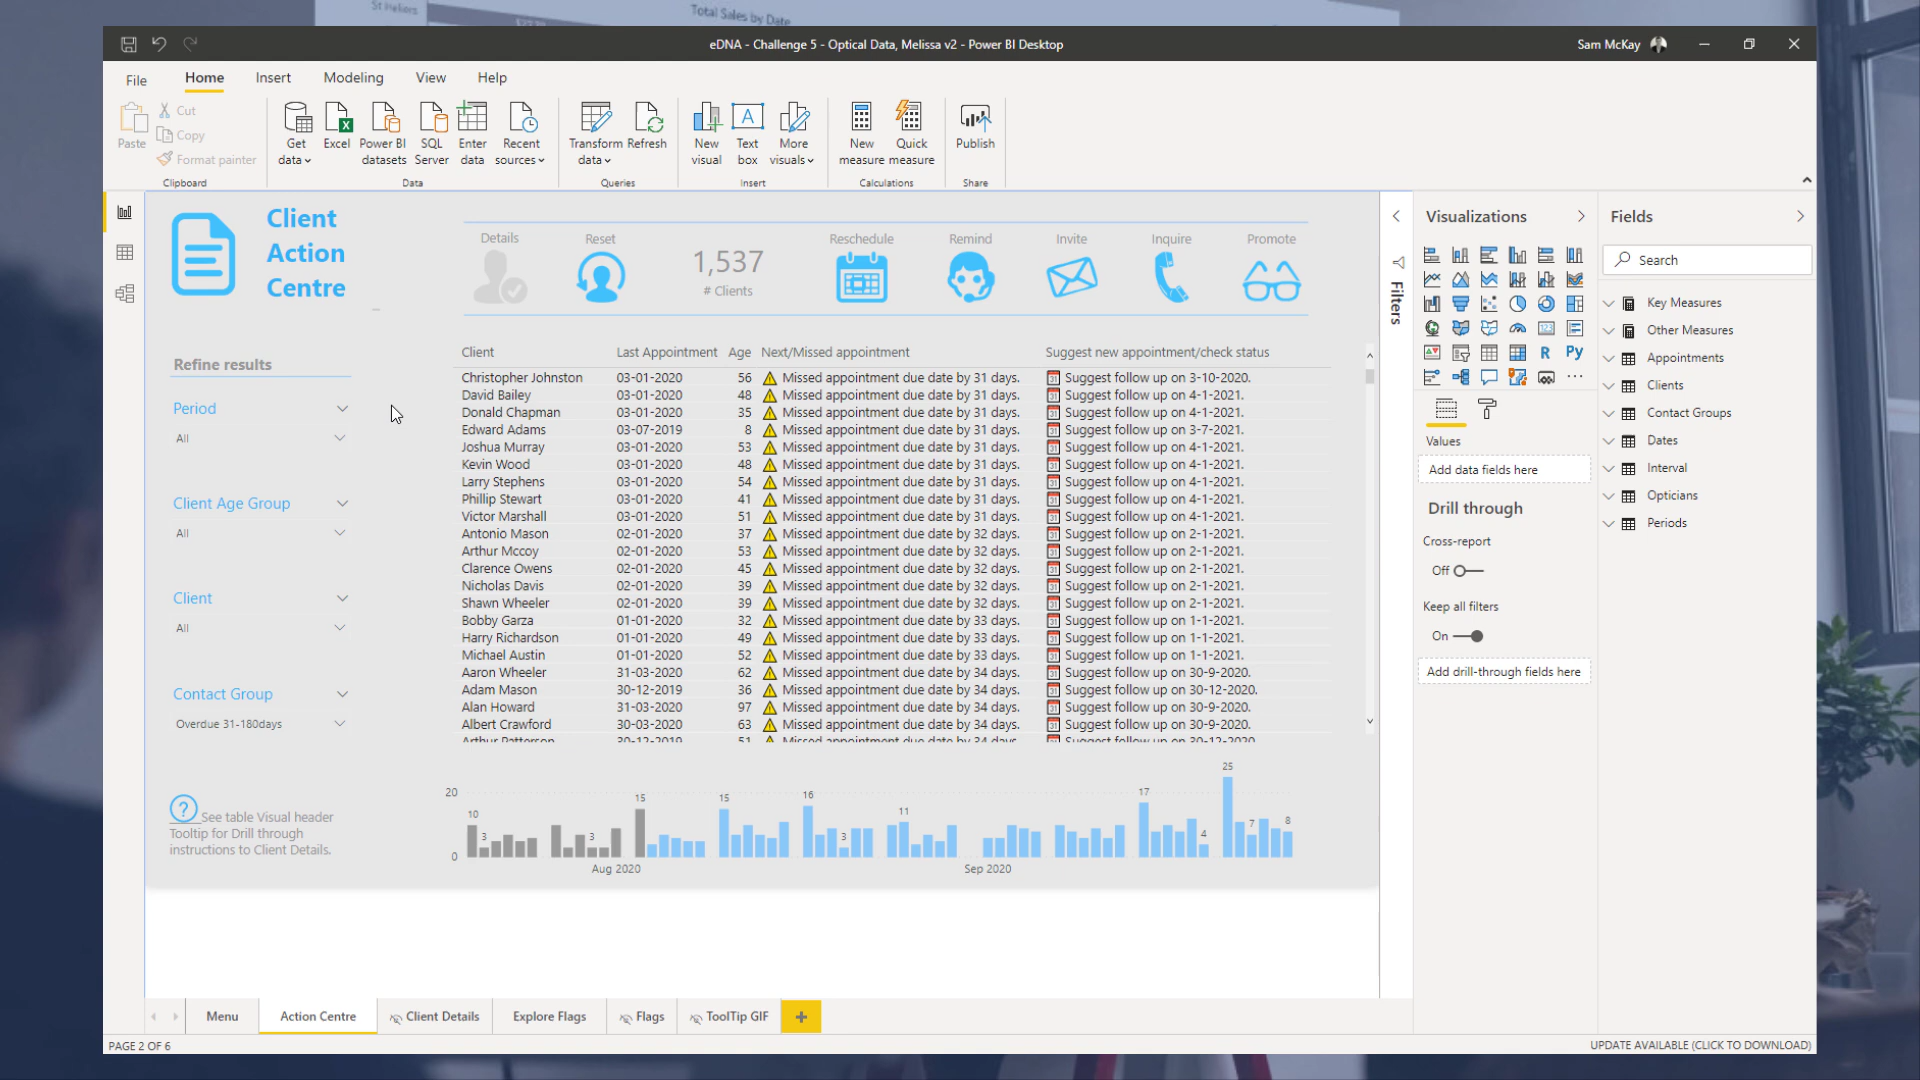 St Heliers
Total Sales by Date
eDNA - Challenge 5 - Optical Data, Melissa v2 - Power BI Desktop
Sam McKay
File
Home
Insert
Modeling
View
Help
Paste
Cut
Copy
Format painter
Clipboard
Get data
Excel
Power BI datasets
SQL Server
Enter data
Recent sources
Data
Transform data
Refresh
Queries
New visual
Text box
More visuals
Insert
New measure
Quick measure
Calculations
Publish
Share
Client
Action
Centre
Details
Reset
1,537
# Clients
Reschedule
Remind
Invite
Inquire
Promote
Refine results
Period
All
Client Age Group
All
Client
All
Contact Group
Overdue 31-180days
? See table Visual header
Tooltip for Drill through
instructions to Client Details.
Client Last Appointment Age Next/Missed appointment Suggest new appointment/check status
Christopher Johnston 03-01-2020 56 Missed appointment due date by 31 days. Suggest follow up on 3-10-2020.
David Bailey 03-01-2020 48 Missed appointment due date by 31 days. Suggest follow up on 4-1-2021.
Donald Chapman 03-01-2020 35 Missed appointment due date by 31 days. Suggest follow up on 4-1-2021.
Edward Adams 03-07-2019 8 Missed appointment due date by 31 days. Suggest follow up on 3-7-2021.
Joshua Murray 03-01-2020 53 Missed appointment due date by 31 days. Suggest follow up on 4-1-2021.
Kevin Wood 03-01-2020 48 Missed appointment due date by 31 days. Suggest follow up on 4-1-2021.
Larry Stephens 03-01-2020 54 Missed appointment due date by 31 days. Suggest follow up on 4-1-2021.
Phillip Stewart 03-01-2020 41 Missed appointment due date by 31 days. Suggest follow up on 4-1-2021.
Victor Marshall 03-01-2020 51 Missed appointment due date by 31 days. Suggest follow up on 4-1-2021.
Antonio Mason 02-01-2020 37 Missed appointment due date by 32 days. Suggest follow up on 2-1-2021.
Arthur Mccoy 02-01-2020 53 Missed appointment due date by 32 days. Suggest follow up on 2-1-2021.
Clarence Owens 02-01-2020 45 Missed appointment due date by 32 days. Suggest follow up on 2-1-2021.
Nicholas Davis 02-01-2020 39 Missed appointment due date by 32 days. Suggest follow up on 2-1-2021.
Shawn Wheeler 02-01-2020 39 Missed appointment due date by 32 days. Suggest follow up on 2-1-2021.
Bobby Garza 01-01-2020 32 Missed appointment due date by 33 days. Suggest follow up on 1-1-2021.
Harry Richardson 01-01-2020 49 Missed appointment due date by 33 days. Suggest follow up on 1-1-2021.
Michael Austin 01-01-2020 52 Missed appointment due date by 33 days. Suggest follow up on 1-1-2021.
Aaron Wheeler 31-03-2020 62 Missed appointment due date by 34 days. Suggest follow up on 30-9-2020.
Adam Mason 30-12-2019 36 Missed appointment due date by 34 days. Suggest follow up on 30-12-2020.
Alan Howard 31-03-2020 97 Missed appointment due date by 34 days. Suggest follow up on 30-9-2020.
Albert Crawford 30-03-2020 63 Missed appointment due date by 34 days. Suggest follow up on 30-9-2020.
Arthur Patterson 30-12-2019 51 Missed appointment due date by 34 days. Suggest follow up on 30-12-2020.
20
0
10 3 3 15 15 16 3 11 17 4 25 7 8
Aug 2020
Sep 2020
Filters
Visualizations
R
Py
Values
Add data fields here
Drill through
Cross-report
Off
Keep all filters
On
Add drill-through fields here
Fields
Search
Key Measures
Other Measures
Appointments
Clients
Contact Groups
Dates
Interval
Opticians
Periods
Menu
Action Centre
Client Details
Explore Flags
Flags
ToolTip GIF
+
PAGE 2 OF 6
UPDATE AVAILABLE (CLICK TO DOWNLOAD)